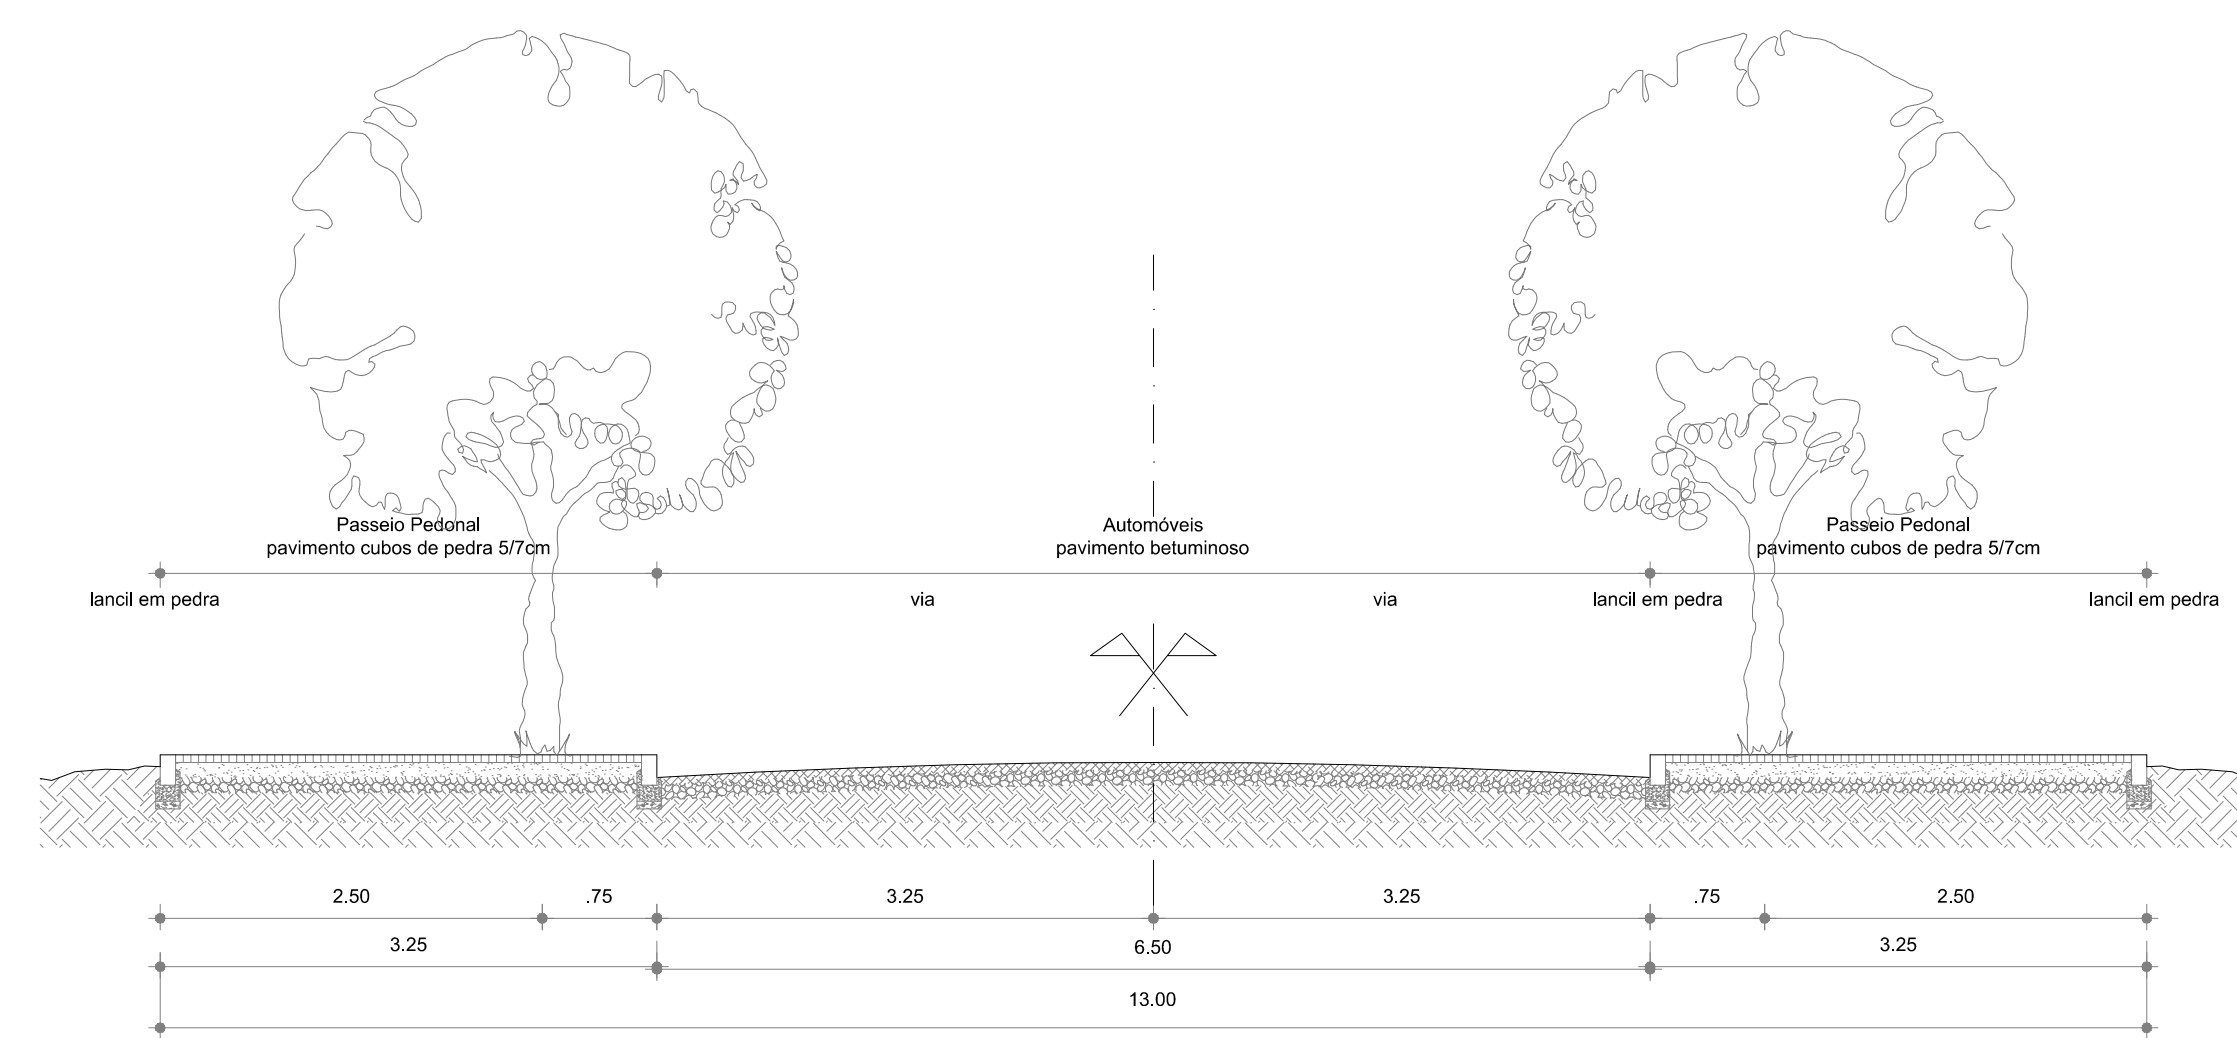 Passeio Pedonal
pavimento cubos de pedra 5/7cm
Automóveis
pavimento betuminoso
Passeio Pedonal
pavimento cubos de pedra 5/7cm
lancil em pedra
via
via
lancil em pedra
lancil em pedra
2.50
.75
3.25
3.25
.75
2.50
3.25
6.50
3.25
13.00